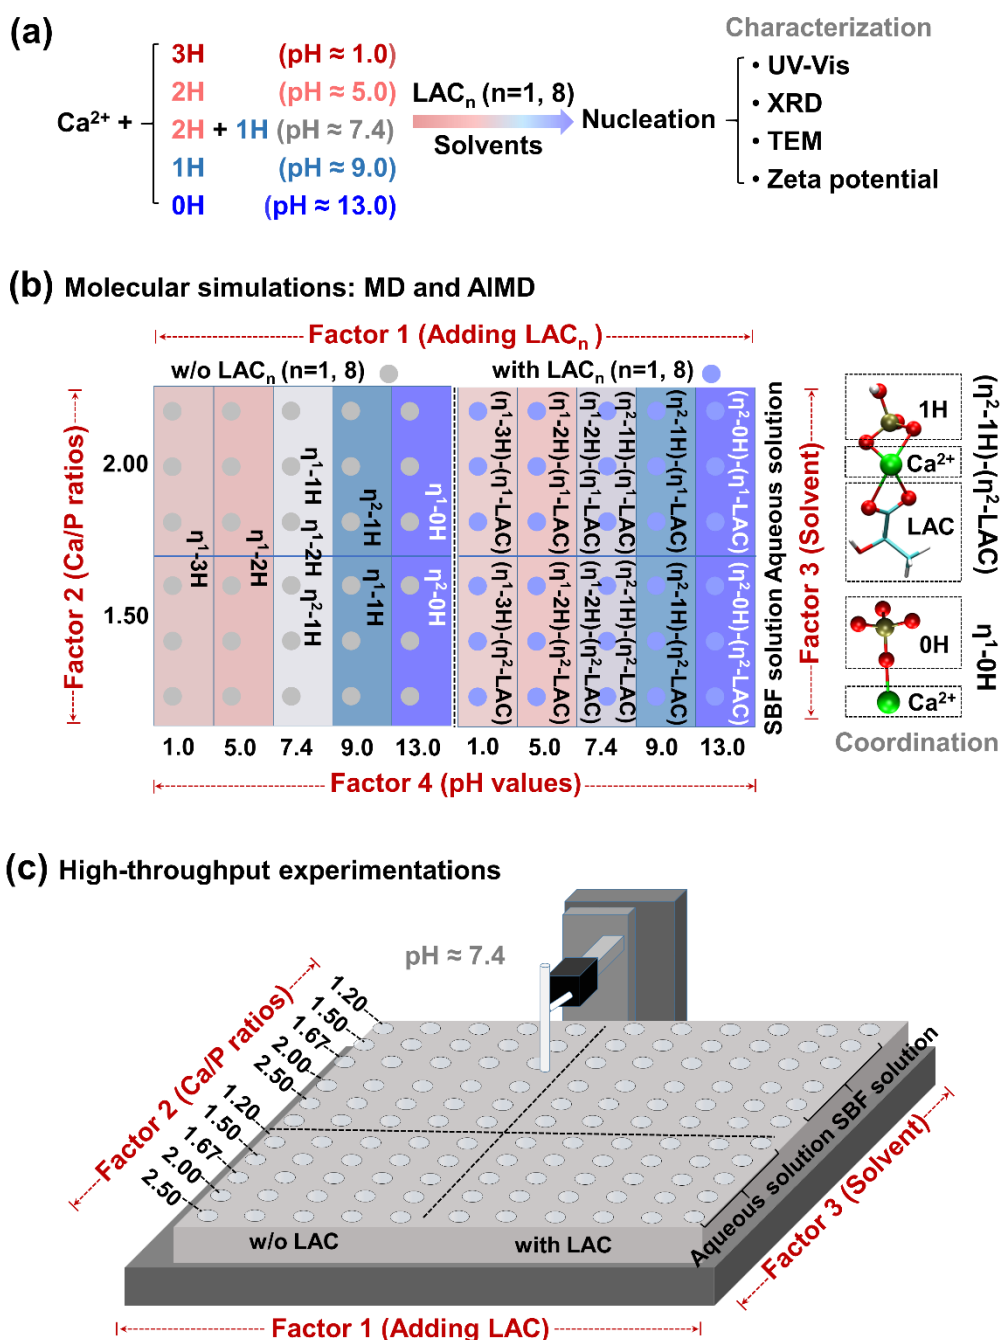 (a)
Characterization
Ca²⁺ +
3H (pH ≈ 1.0)
2H (pH ≈ 5.0)
2H + 1H (pH ≈ 7.4)
1H (pH ≈ 9.0)
0H (pH ≈ 13.0)
LACₙ (n=1, 8)
Solvents
Nucleation
• UV-Vis
• XRD
• TEM
• Zeta potential
(b) Molecular simulations: MD and AIMD
Factor 1 (Adding LACₙ)
w/o LACₙ (n=1, 8)
with LACₙ (n=1, 8)
Factor 2 (Ca/P ratios)
2.00
1.50
η¹-3H
η¹-2H
η¹-1H
η¹-2H
η²-1H
η²-1H
η¹-1H
η¹-0H
η²-0H
(η¹-3H)-(η¹-LAC)
(η¹-2H)-(η¹-LAC)
(η¹-2H)-(η¹-LAC)
(η²-1H)-(η¹-LAC)
(η²-1H)-(η¹-LAC)
(η²-0H)-(η¹-LAC)
(η¹-3H)-(η²-LAC)
(η¹-2H)-(η²-LAC)
(η¹-2H)-(η²-LAC)
(η²-1H)-(η²-LAC)
(η²-1H)-(η²-LAC)
(η²-0H)-(η²-LAC)
Aqueous solution
SBF solution
Factor 3 (Solvent)
1.0 5.0 7.4 9.0 13.0 1.0 5.0 7.4 9.0 13.0
Factor 4 (pH values)
1H
Ca²⁺
LAC
(η²-1H)-(η²-LAC)
0H
Ca²⁺
η¹-0H
Coordination
(c) High-throughput experimentations
pH ≈ 7.4
Factor 2 (Ca/P ratios)
1.20
1.50
1.67
2.00
2.50
1.20
1.50
1.67
2.00
2.50
w/o LAC
with LAC
Aqueous solution
SBF solution
Factor 3 (Solvent)
Factor 1 (Adding LAC)